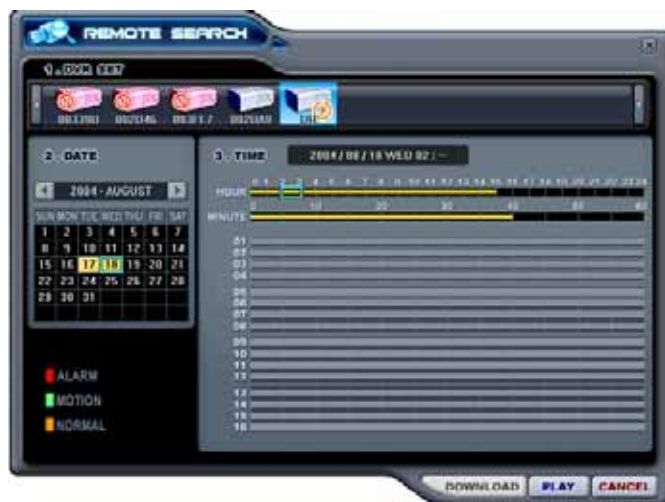 REMOTE SEARCH
1. DVR SET
2. DATE
3. TIME
2004 / 08 / 18 WED 02 : --
2004 - AUGUST
HOUR
MINUTE
0 10 20 30 40 50 60
SUN MON TUE WED THU FRI SAT
1 2 3 4 5 6 7
8 9 10 11 12 13 14
15 16 17 18 19 20 21
22 23 24 25 26 27 28
29 30 31
01
02
03
04
05
06
07
08
09
10
11
12
13
14
15
16
ALARM
MOTION
NORMAL
DOWNLOAD PLAY CANCEL